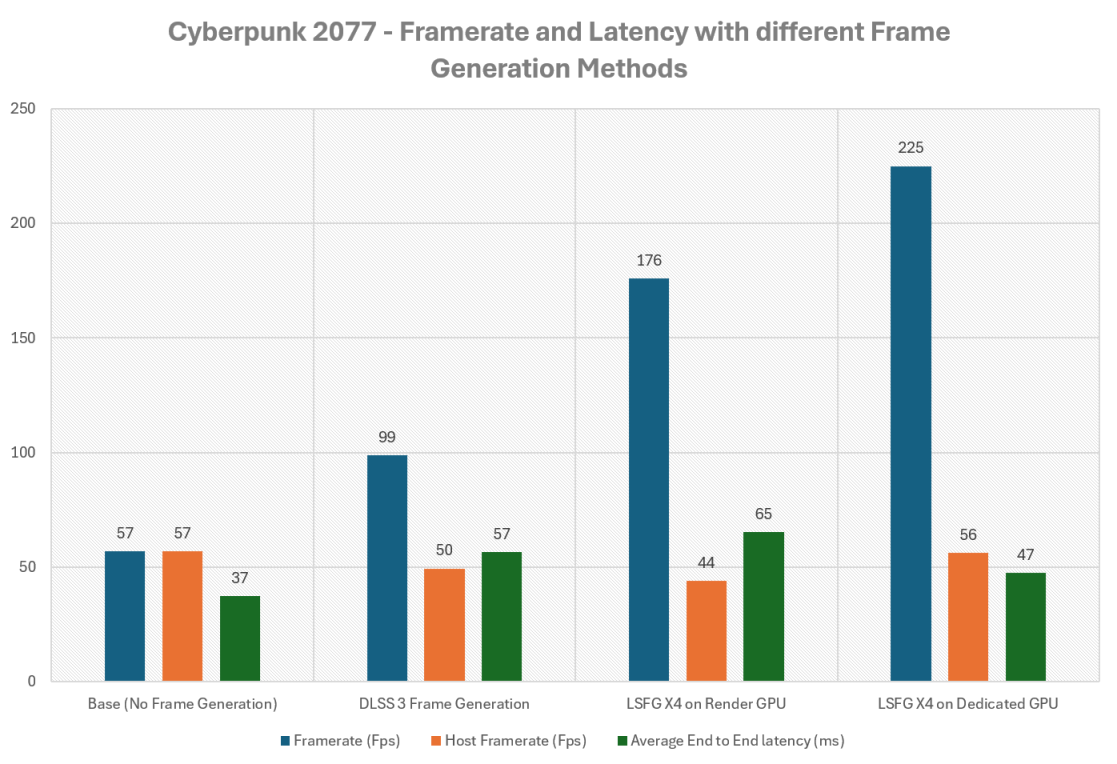 Cyberpunk 2077 - Framerate and Latency with different Frame
Generation Methods
250
200
150
100
50
0
57
57
37
99
50
57
176
44
65
225
56
47
Base (No Frame Generation)
DLSS 3 Frame Generation
LSFG X4 on Render GPU
LSFG X4 on Dedicated GPU
Framerate (Fps)
Host Framerate (Fps)
Average End to End latency (ms)